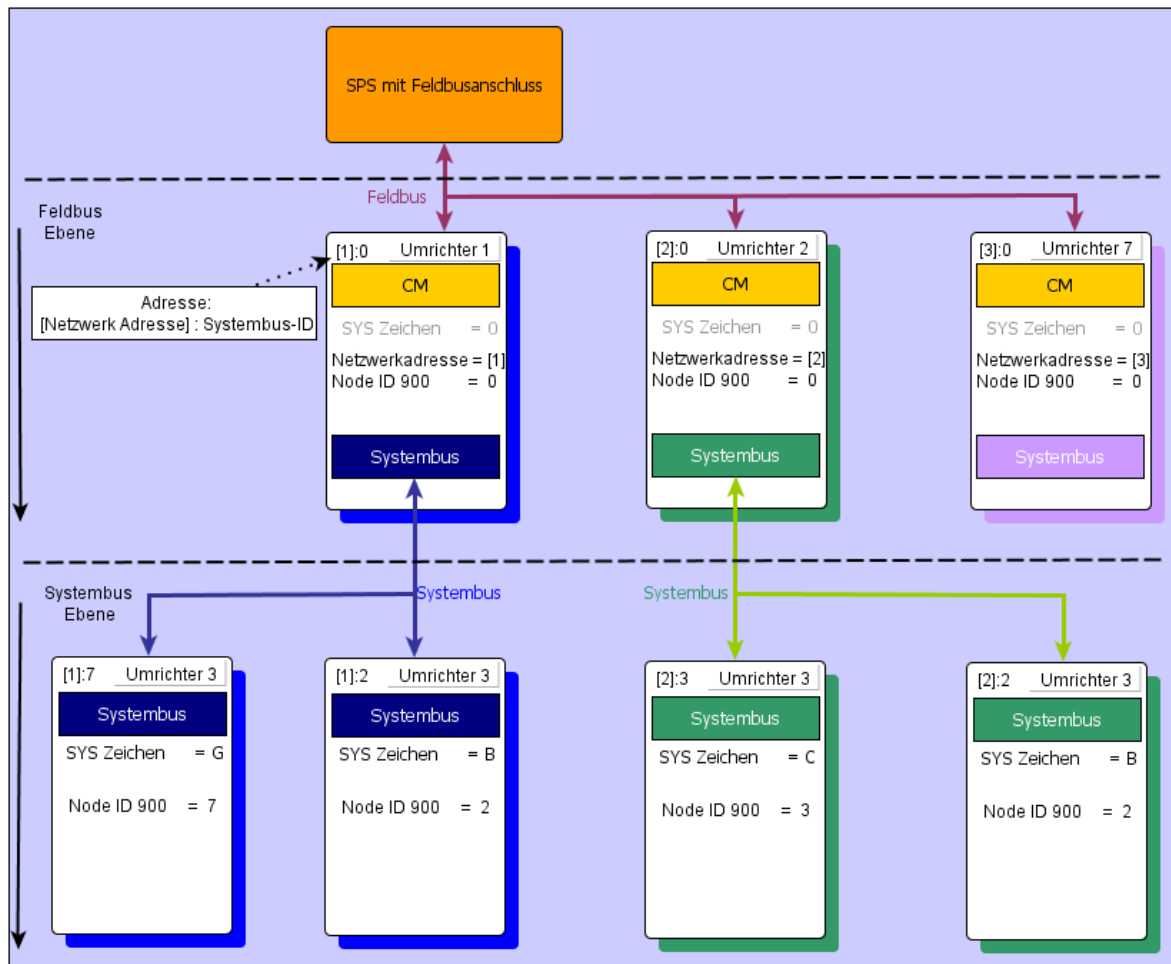 SPS mit Feldbusanschluss
Feldbus
Feldbus
Ebene
[1]:0 Umrichter 1
CM
SYS Zeichen = 0
Netzwerkadresse = [1]
Node ID 900 = 0
Systembus
[2]:0 Umrichter 2
CM
SYS Zeichen = 0
Netzwerkadresse = [2]
Node ID 900 = 0
Systembus
[3]:0 Umrichter 7
CM
SYS Zeichen = 0
Netzwerkadresse = [3]
Node ID 900 = 0
Systembus
Adresse:
[Netzwerk Adresse] : Systembus-ID
Systembus
Ebene
Systembus
Systembus
[1]:7 Umrichter 3
Systembus
SYS Zeichen = G
Node ID 900 = 7
[1]:2 Umrichter 3
Systembus
SYS Zeichen = B
Node ID 900 = 2
[2]:3 Umrichter 3
Systembus
SYS Zeichen = C
Node ID 900 = 3
[2]:2 Umrichter 3
Systembus
SYS Zeichen = B
Node ID 900 = 2